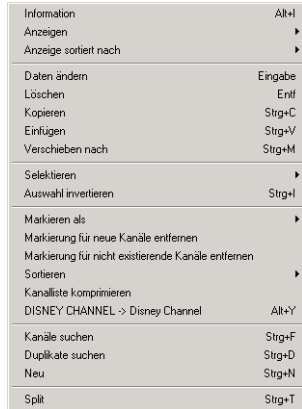 Information Alt+I
Anzeigen
Anzeige sortiert nach
Daten ändern Eingabe
Löschen Entf
Kopieren Strg+C
Einfügen Strg+V
Verschieben nach Strg+M
Selektieren
Auswahl invertieren Strg+I
Markieren als
Markierung für neue Kanäle entfernen
Markierung für nicht existierende Kanäle entfernen
Sortieren
Kanalliste komprimieren
DISNEY CHANNEL -> Disney Channel Alt+Y
Kanäle suchen Strg+F
Duplikate suchen Strg+D
Neu Strg+N
Split Strg+T